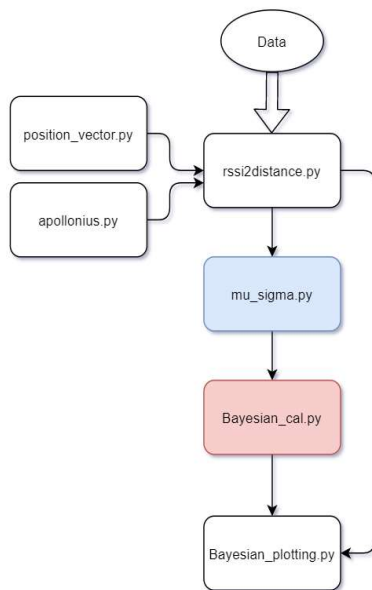 Data
position_vector.py
rssi2distance.py
apollonius.py
mu_sigma.py
Bayesian_cal.py
Bayesian_plotting.py